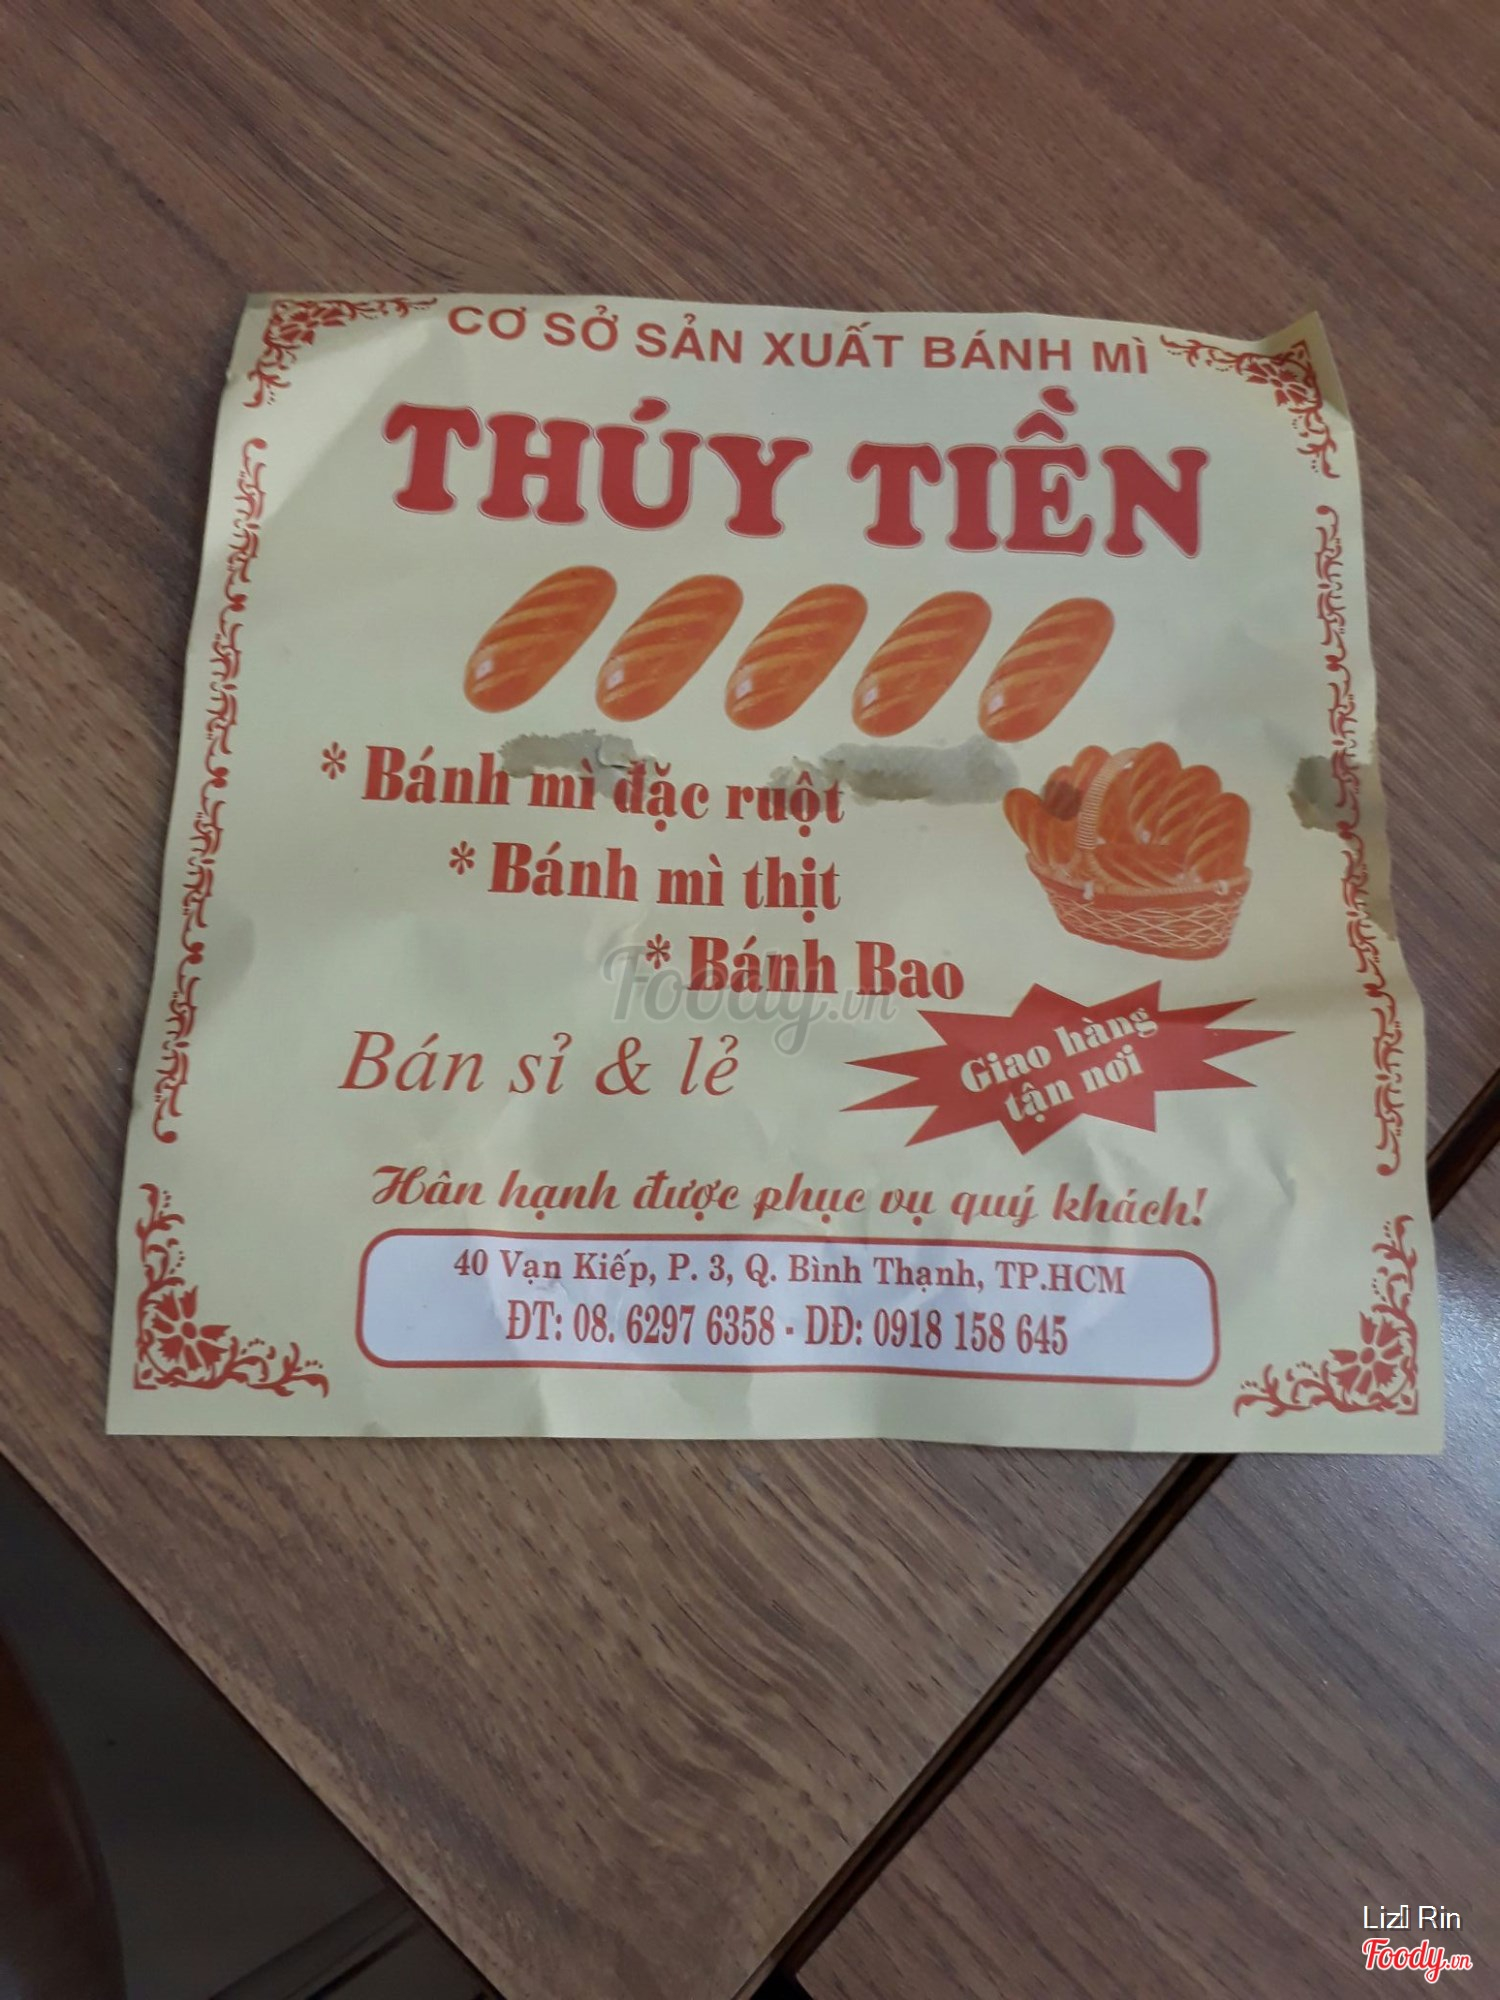 CƠ SỞ SẢN XUẤT BÁNH MÌ
THÚY TIỀN
* Bánh mì đặc ruột
* Bánh mì thịt
* Bánh Bao
Foody.vn
Bán sỉ & lẻ
Giao hàng
tận nơi
Hân hạnh được phục vụ quý khách!
40 Vạn Kiếp, P. 3, Q. Bình Thạnh, TP.HCM
ĐT: 08. 6297 6358 - DĐ: 0918 158 645
Rin
Foody.vn